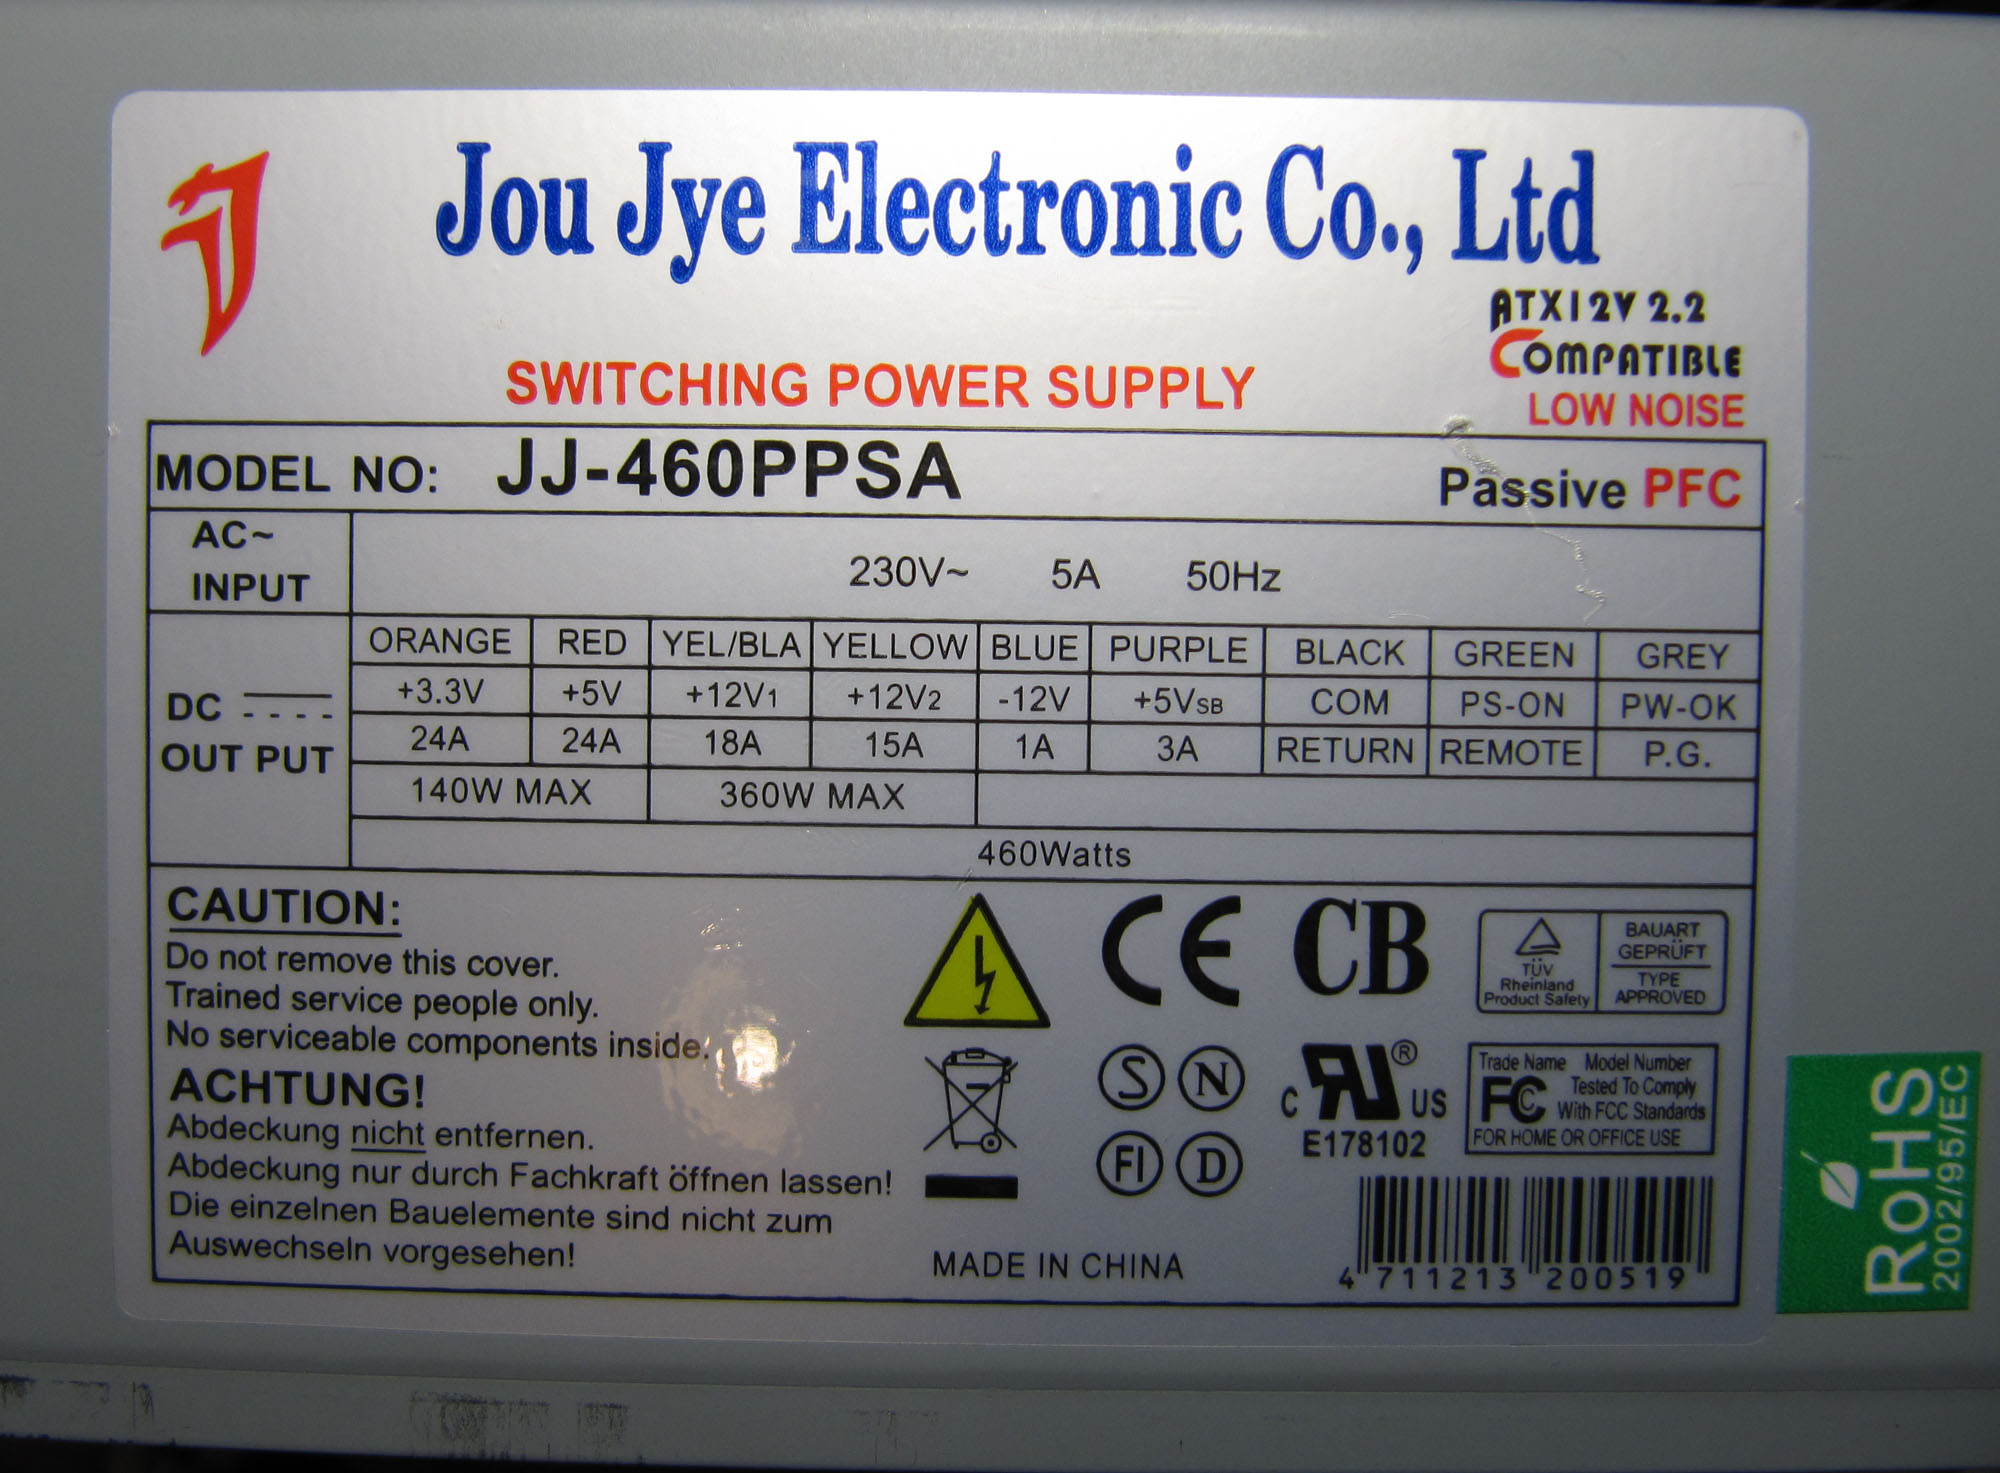 Jou Jye Electronic Co., Ltd
ATX12V 2.2
COMPATIBLE
SWITCHING POWER SUPPLY
LOW NOISE
MODEL NO: JJ-460PPSA Passive PFC
AC~
INPUT
230V~ 5A 50Hz
DC
OUT PUT
ORANGE RED YEL/BLA YELLOW BLUE PURPLE BLACK GREEN GREY
+3.3V +5V +12V1 +12V2 -12V +5VSB COM PS-ON PW-OK
24A 24A 18A 15A 1A 3A RETURN REMOTE P.G.
140W MAX 360W MAX
460Watts
CAUTION:
Do not remove this cover.
Trained service people only.
No serviceable components inside.
ACHTUNG!
Abdeckung nicht entfernen.
Abdeckung nur durch Fachkraft öffnen lassen!
Die einzelnen Bauelemente sind nicht zum
Auswechseln vorgesehen!
CE CB
TÜV
Rheinland
Product Safety
BAUART
GEPRÜFT
TYPE
APPROVED
S N
FI D
C RU ® US
E178102
Trade Name Model Number
FC Tested To Comply
With FCC Standards
FOR HOME OR OFFICE USE
MADE IN CHINA
4 711213 200519
RoHS
2002/95/EC